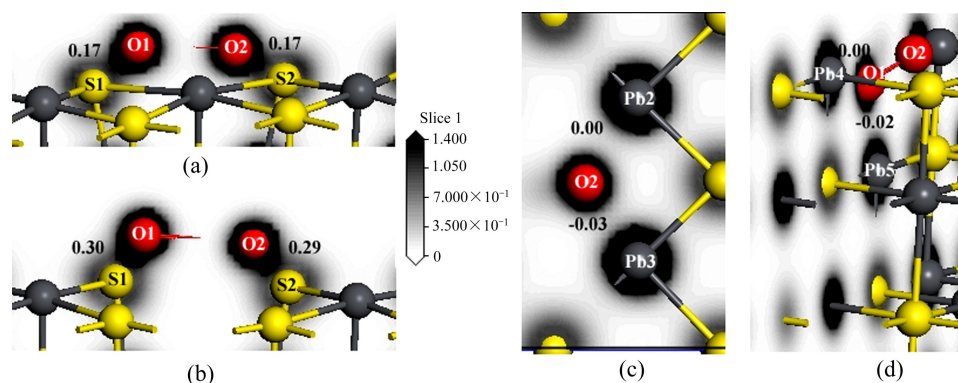 0.17
O1
O2
0.17
S1
S2
(a)
0.30
O1
O2
0.29
S1
S2
(b)
Slice 1
1.400
1.050
7.000×10⁻¹
3.500×10⁻¹
0
Pb2
0.00
O2
-0.03
Pb3
(c)
0.00
O2
Pb4
O1
-0.02
Pb5
(d)